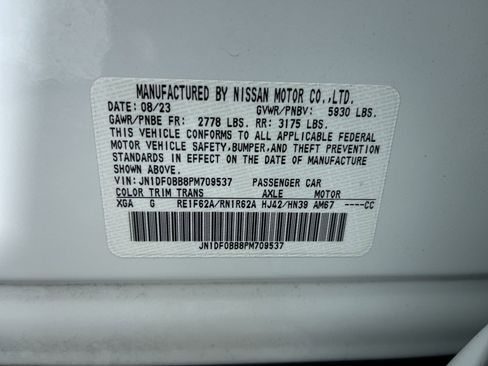 MANUFACTURED BY NISSAN MOTOR CO.,LTD.
DATE: 08/23 GVWR/PNBV: 5930 LBS.
GAWR/PNBE FR: 2778 LBS. RR: 3175 LBS.
THIS VEHICLE CONFORMS TO ALL APPLICABLE FEDERAL
MOTOR VEHICLE SAFETY,BUMPER,AND THEFT PREVENTION
STANDARDS IN EFFECT ON THE DATE OF MANUFACTURE
SHOWN ABOVE.
VIN: JN1DF0BB8PM709537 PASSENGER CAR
COLOR TRIM TRANS AXLE MOTOR
XGA G RE1F62A/RN1R62A HJ42/HN39 AM67 ----CC
JN1DF0BB8PM709537